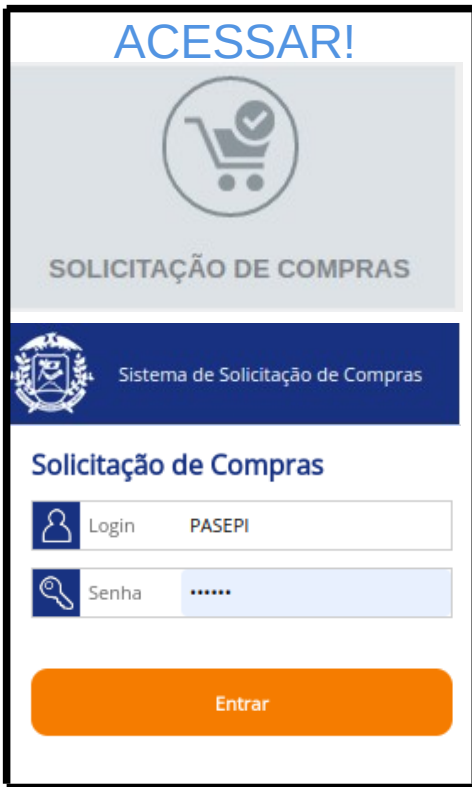 ACESSAR!
SOLICITAÇÃO DE COMPRAS
Sistema de Solicitação de Compras
Solicitação de Compras
Login PASEPI
Senha ••••••
Entrar